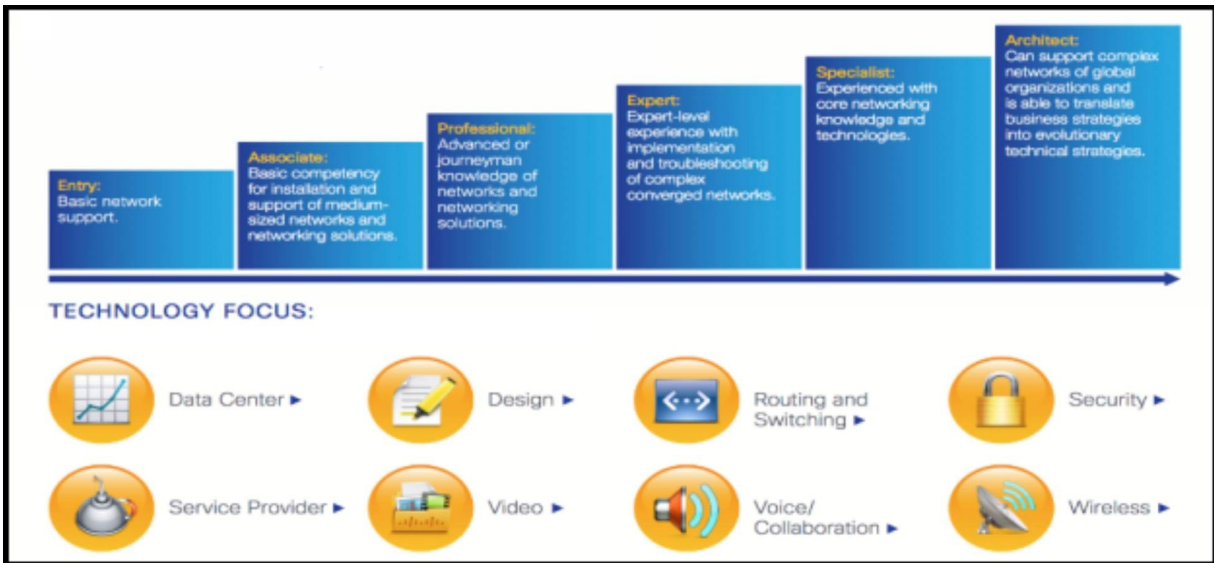 Entry:
Basic network
support.
Associate:
Basic competency
for installation and
support of medium-
sized networks and
networking solutions.
Professional:
Advanced or
journeyman
knowledge of
networks and
networking
solutions.
Expert:
Expert-level
experience with
implementation
and troubleshooting
of complex
converged networks.
Specialist:
Experienced with
core networking
knowledge and
technologies.
Architect:
Can support complex
networks of global
organizations and
is able to translate
business strategies
into evolutionary
technical strategies.
TECHNOLOGY FOCUS:
Data Center ►
Design ►
Routing and
Switching ►
Security ►
Service Provider ►
Video ►
Voice/
Collaboration ►
Wireless ►